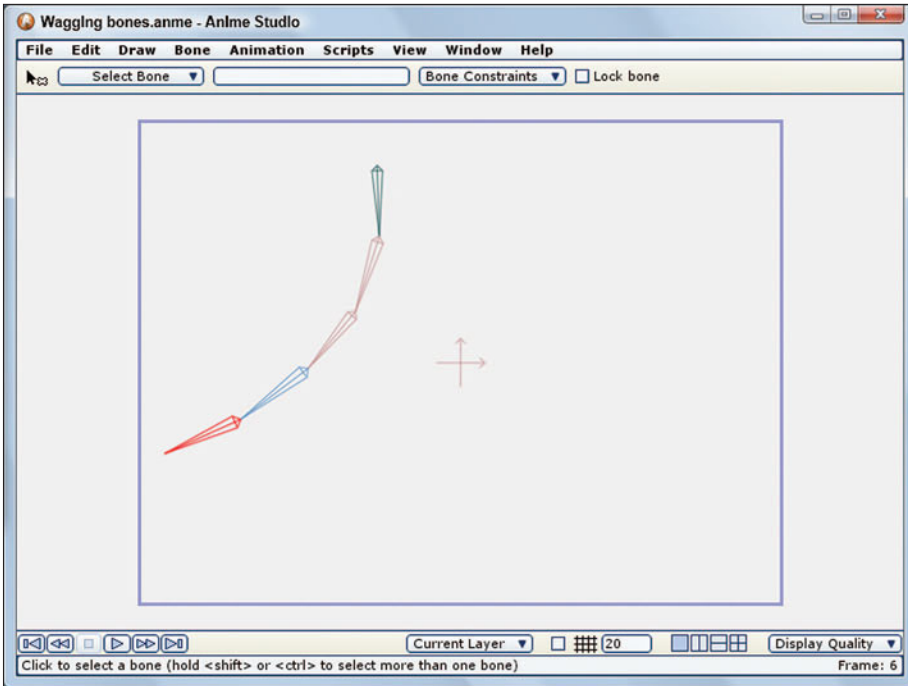 Wagging bones.anme - Anime Studio
File Edit Draw Bone Animation Scripts View Window Help
Select Bone Bone Constraints Lock bone
Current Layer 20 Display Quality
Click to select a bone (hold <shift> or <ctrl> to select more than one bone) Frame: 6